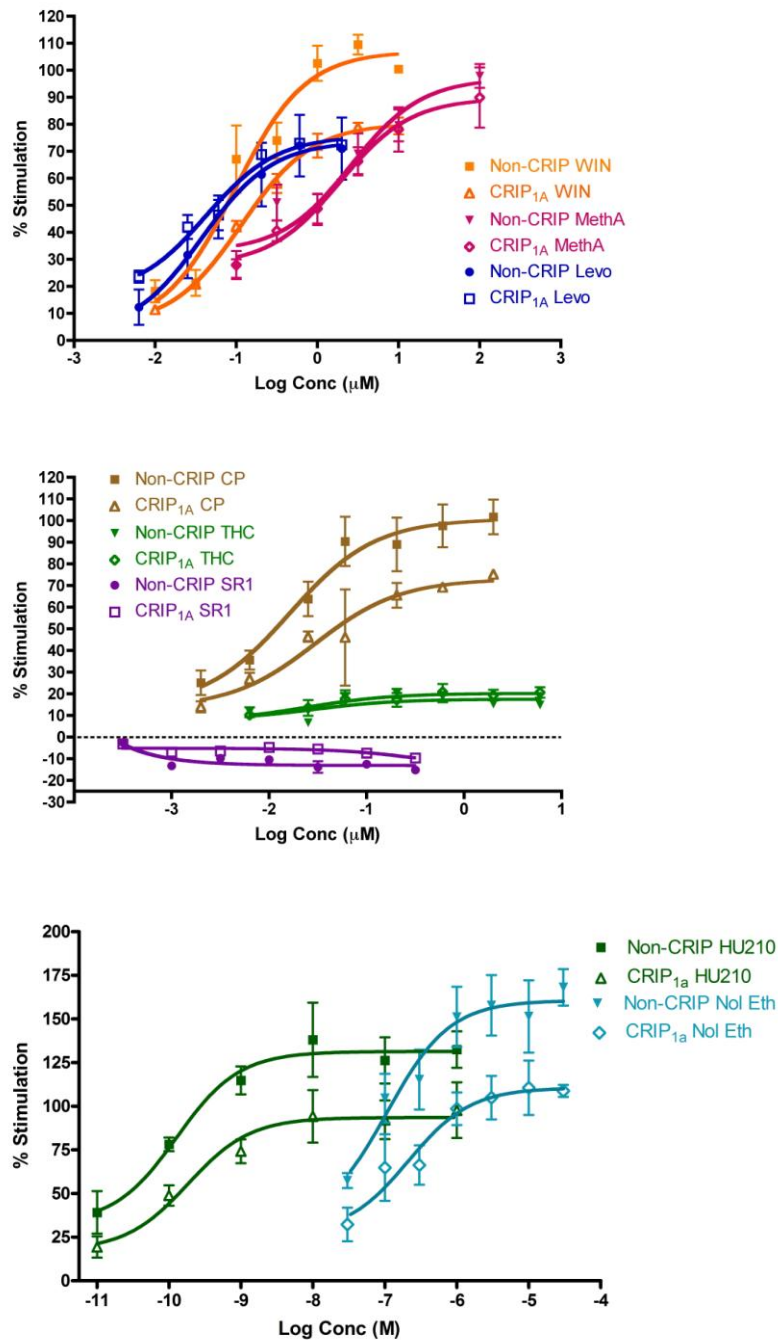 120
110
100
90
80
70
60
50
40
30
20
10
0
% Stimulation
Non-CRIP WIN
CRIP1A WIN
Non-CRIP MethA
CRIP1A MethA
Non-CRIP Levo
CRIP1A Levo
-3 -2 -1 0 1 2 3
Log Conc (μM)
Non-CRIP CP
CRIP1A CP
Non-CRIP THC
CRIP1A THC
Non-CRIP SR1
CRIP1A SR1
120
110
100
90
80
70
60
50
40
30
20
10
0
-10
-20
-30
% Stimulation
-3 -2 -1 0 1
Log Conc (μM)
200
175
150
125
100
75
50
25
0
% Stimulation
Non-CRIP HU210
CRIP1a HU210
Non-CRIP Nol Eth
CRIP1a Nol Eth
-11 -10 -9 -8 -7 -6 -5 -4
Log Conc (M)